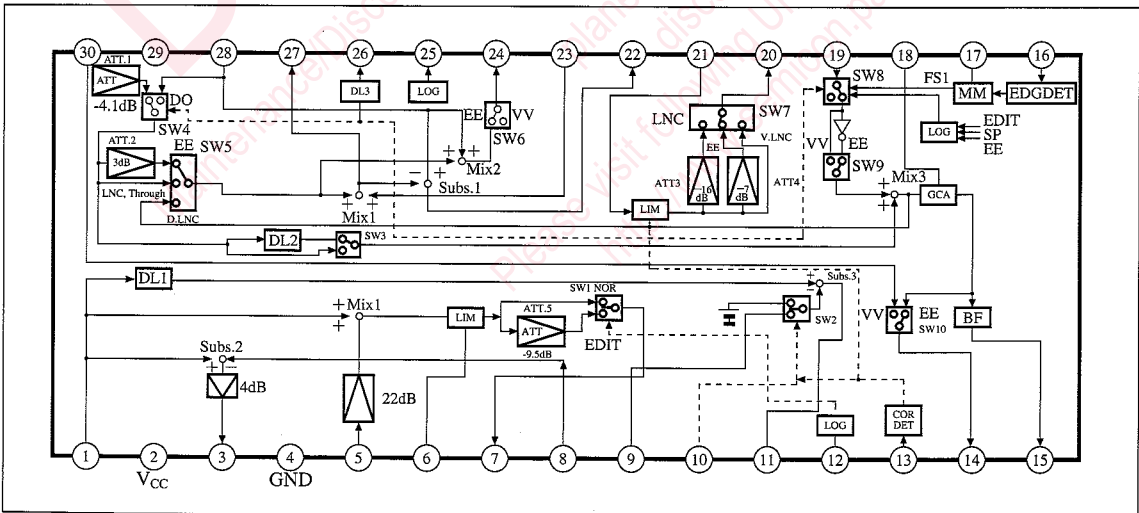 30 29 28 27 26 25 24 23 22 21 20 19 18 17 16
ATT.1
ATT
-4.1dB
DO
SW4
DL3
LOG
EE VV
SW6
SW8
FS1
MM
EDGDET
LOG
EDIT
SP
EE
ATT.2
3dB
EE
SW5
LNC, Through
D.LNC
Mix2
Subs.1
Mix1
LNC
SW7
EE
V.LNC
ATT3
-16 dB
-7 dB
ATT4
LIM
VV
EE
SW9
Mix3
GCA
DL2
SW3
DL1
Mix1
LIM
ATT.5
ATT
-9.5dB
SW1 NOR
EDIT
Subs.3
SW2
VV
EE
SW10
BF
Subs.2
4dB
22dB
LOG
COR DET
1 2 3 4 5 6 7 8 9 10 11 12 13 14 15
VCC
GND
+ + + + + + + + + +
- - - -